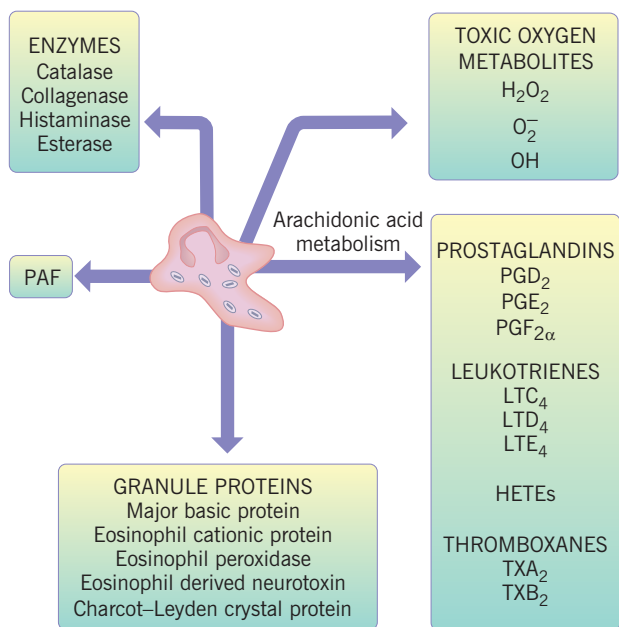 ENZYMES
Catalase
Collagenase
Histaminase
Esterase
TOXIC OXYGEN
METABOLITES
H₂O₂
O₂⁻
OH
Arachidonic acid
metabolism
PAF
PROSTAGLANDINS
PGD₂
PGE₂
PGF₂α
LEUKOTRIENES
LTC₄
LTD₄
LTE₄
HETEs
THROMBOXANES
TXA₂
TXB₂
GRANULE PROTEINS
Major basic protein
Eosinophil cationic protein
Eosinophil peroxidase
Eosinophil derived neurotoxin
Charcot–Leyden crystal protein